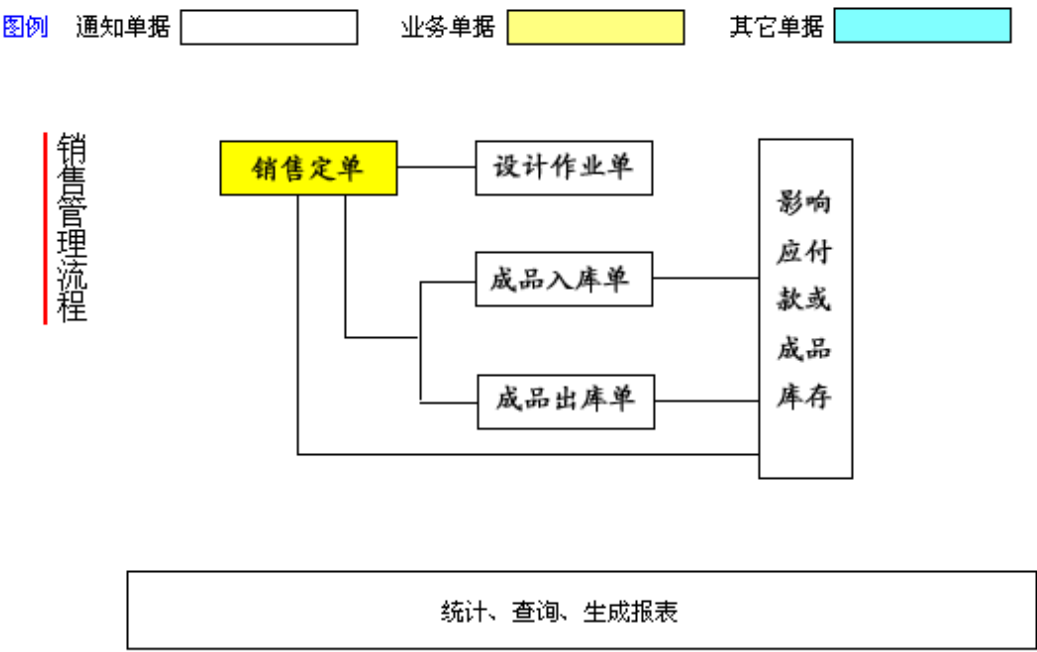 图例 通知单据 业务单据 其它单据
销售管理流程
销售定单 设计作业单
成品入库单
成品出库单
影响
应付
款或
成品
库存
统计、查询、生成报表